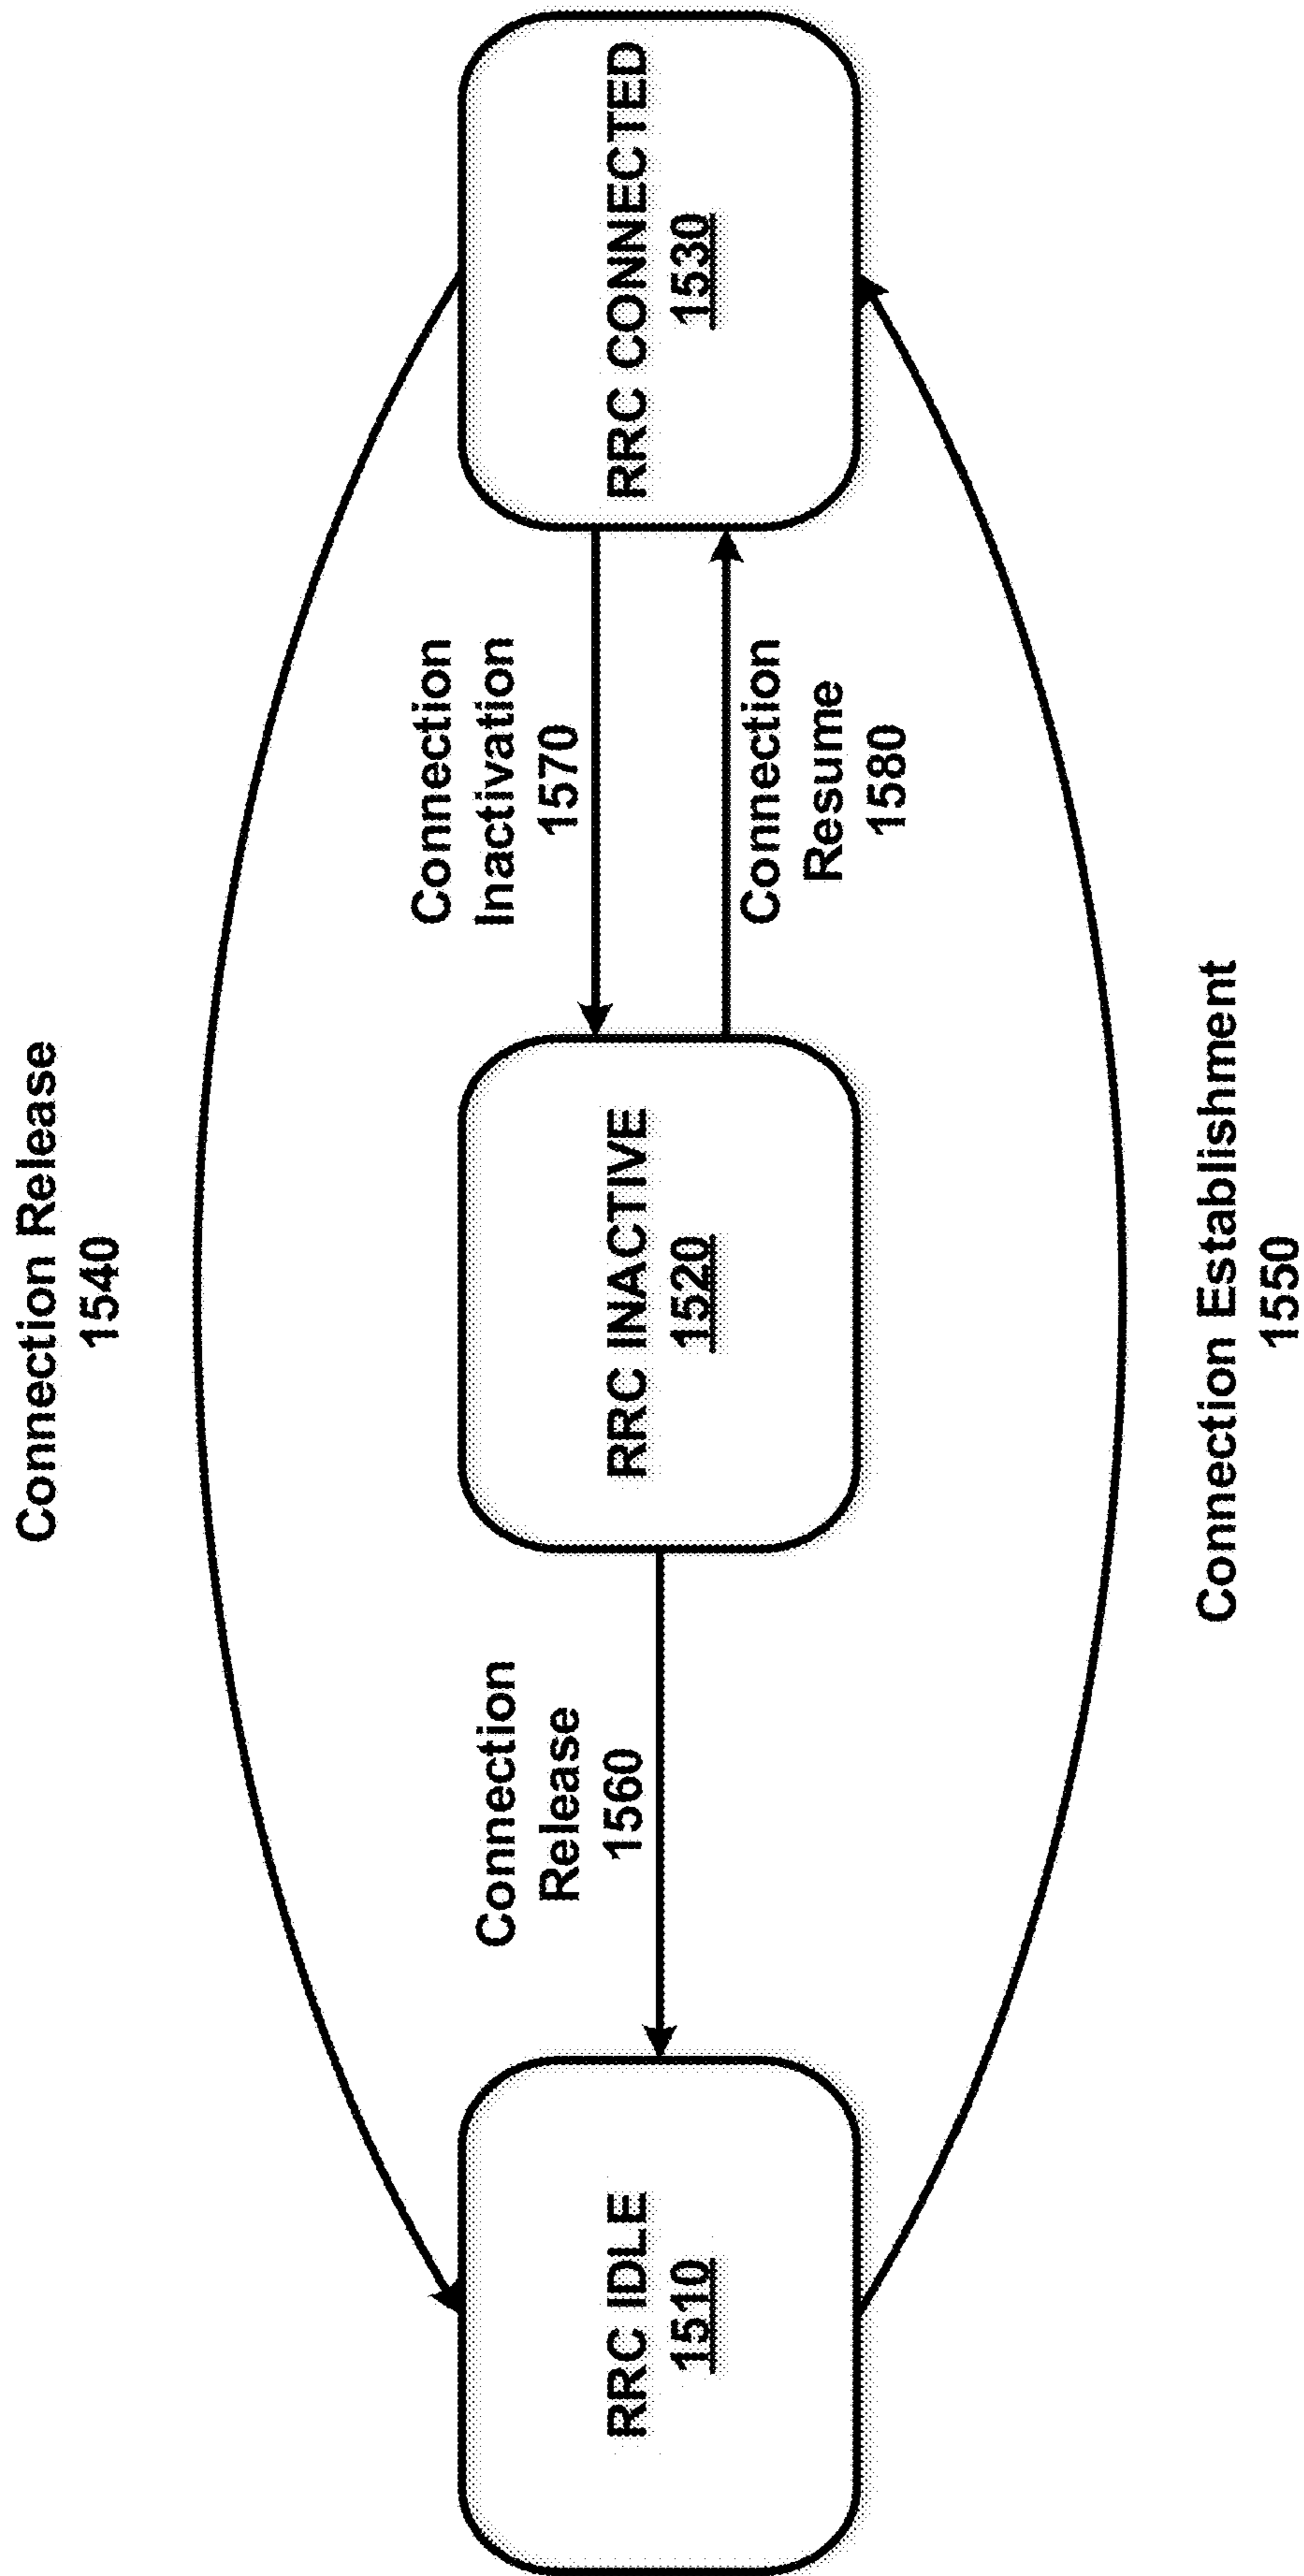 Connection Release
1540
RRC IDLE
1510
Connection
Release
1560
RRC INACTIVE
1520
Connection
Inactivation
1570
Connection
Resume
1580
RRC CONNECTED
1530
Connection Establishment
1550